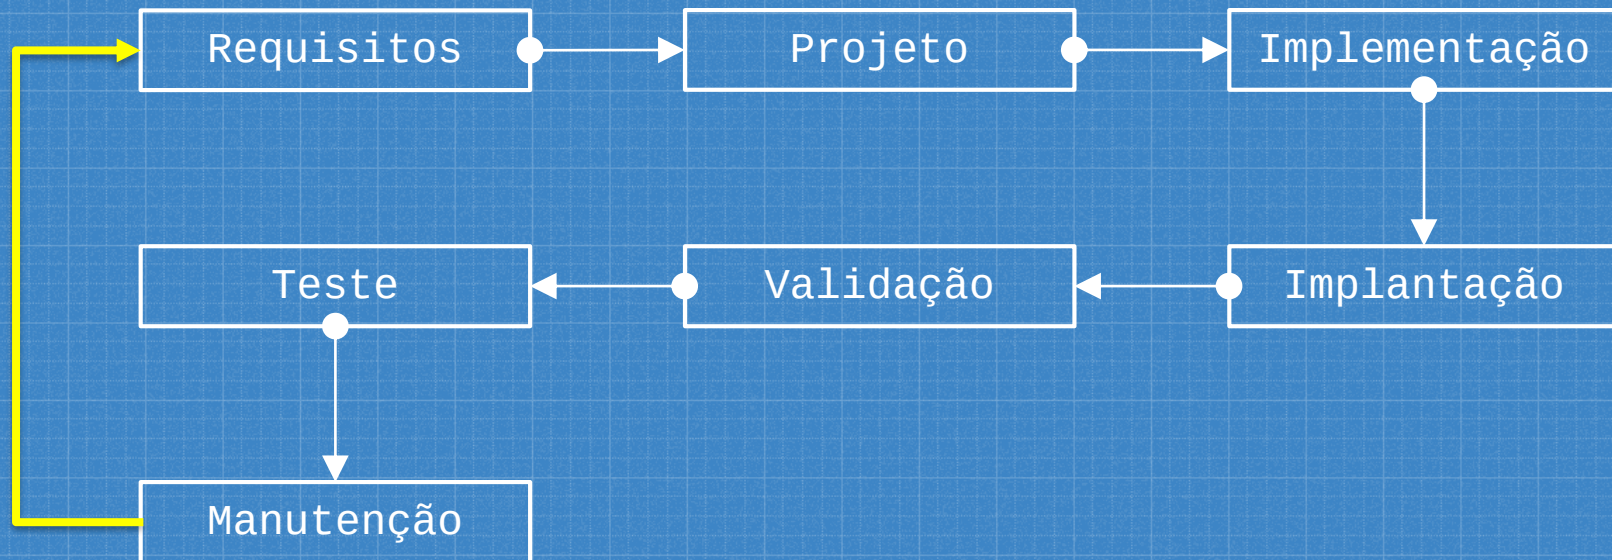 Requisitos
Projeto
Implementação
Teste
Validação
Implantação
Manutenção